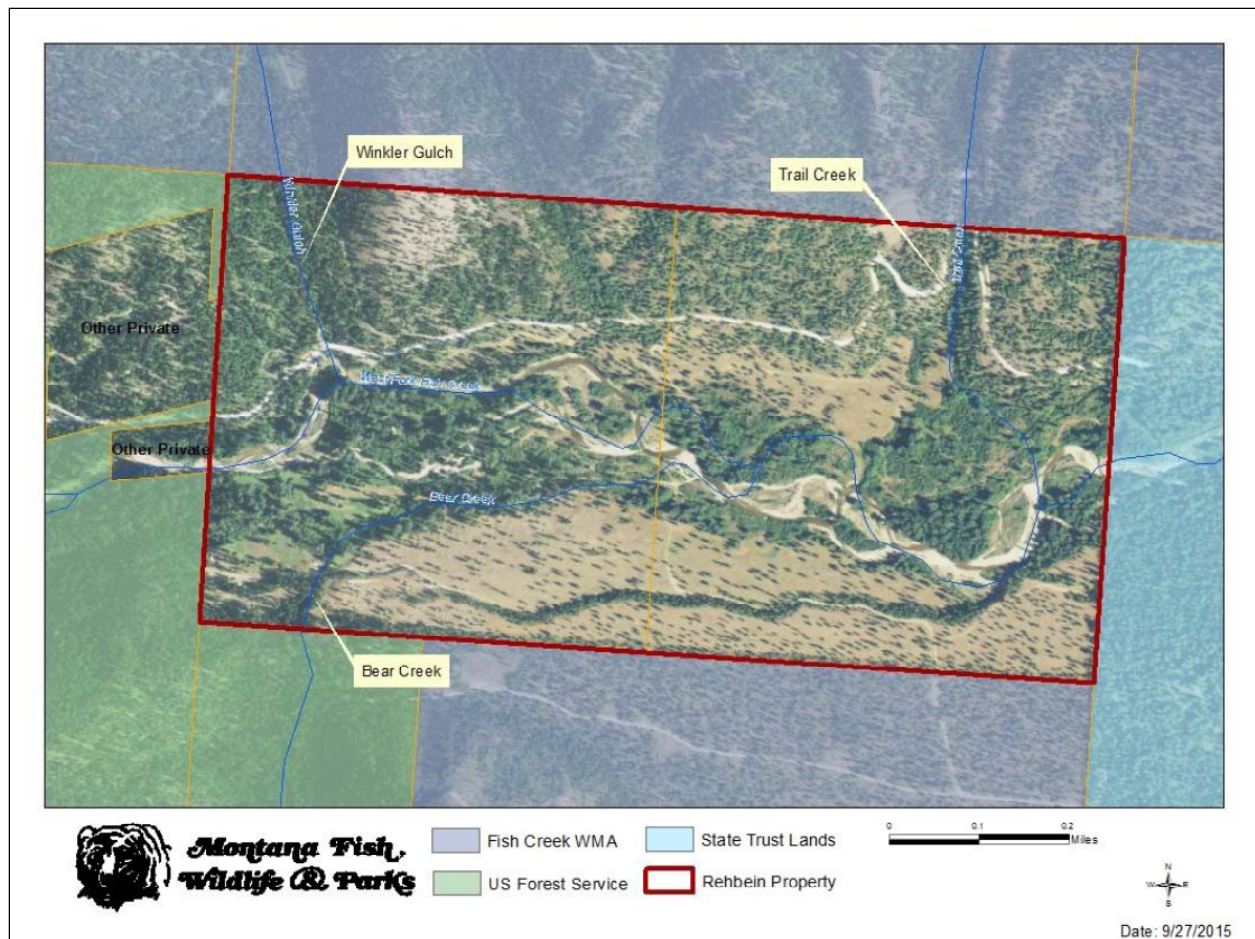 Winkler Gulch
Trail Creek
Winkler Gulch
Trail Creek
Other Private
West Fork Fish Creek
Other Private
Bear Creek
Bear Creek
Montana Fish,
Wildlife & Parks
Fish Creek WMA
State Trust Lands
US Forest Service
Rehbein Property
0 0.1 0.2
Miles
N
W E
S
Date: 9/27/2015